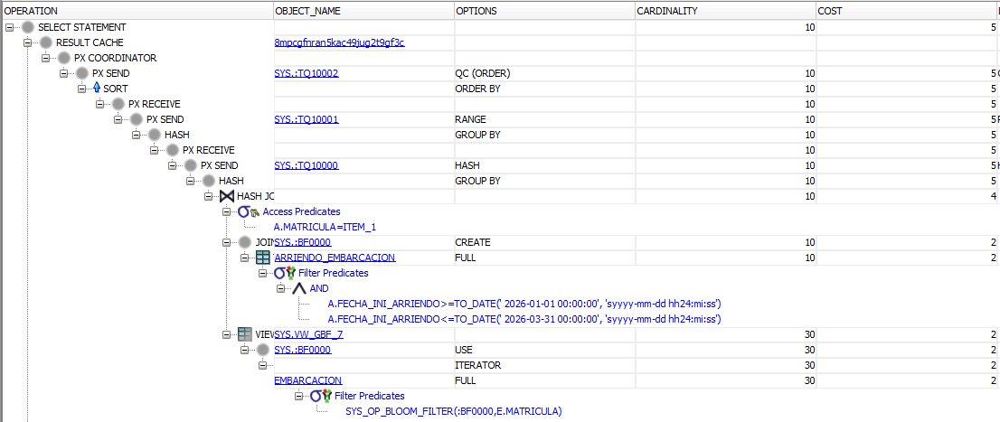 OPERATION OBJECT_NAME OPTIONS CARDINALITY COST
SELECT STATEMENT 10 5
RESULT CACHE 8mpcgfnran5kac49jug2t9gf3c
PX COORDINATOR
PX SEND SYS.:TQ10002 QC (ORDER) 10 5
SORT ORDER BY 10 5
PX RECEIVE 10 5
PX SEND SYS.:TQ10001 RANGE 10 5
HASH GROUP BY 10 5
PX RECEIVE 10 5
PX SEND SYS.:TQ10000 HASH 10 5
HASH GROUP BY 10 5
HASH JO 10 4
Access Predicates
A.MATRICULA=ITEM_1
JOIN SYS.:BF0000 CREATE 10 2
ARRIENDO_EMBARCACION FULL 10 2
Filter Predicates
AND
A.FECHA_INI_ARRIENDO>=TO_DATE(' 2026-01-01 00:00:00', 'syyyy-mm-dd hh24:mi:ss')
A.FECHA_INI_ARRIENDO<=TO_DATE(' 2026-03-31 00:00:00', 'syyyy-mm-dd hh24:mi:ss')
VIEW SYS.VW_GBF_7 30 2
SYS.:BF0000 USE 30 2
ITERATOR 30 2
EMBARCACION FULL 30 2
Filter Predicates
SYS_OP_BLOOM_FILTER(:BF0000,E.MATRICULA)